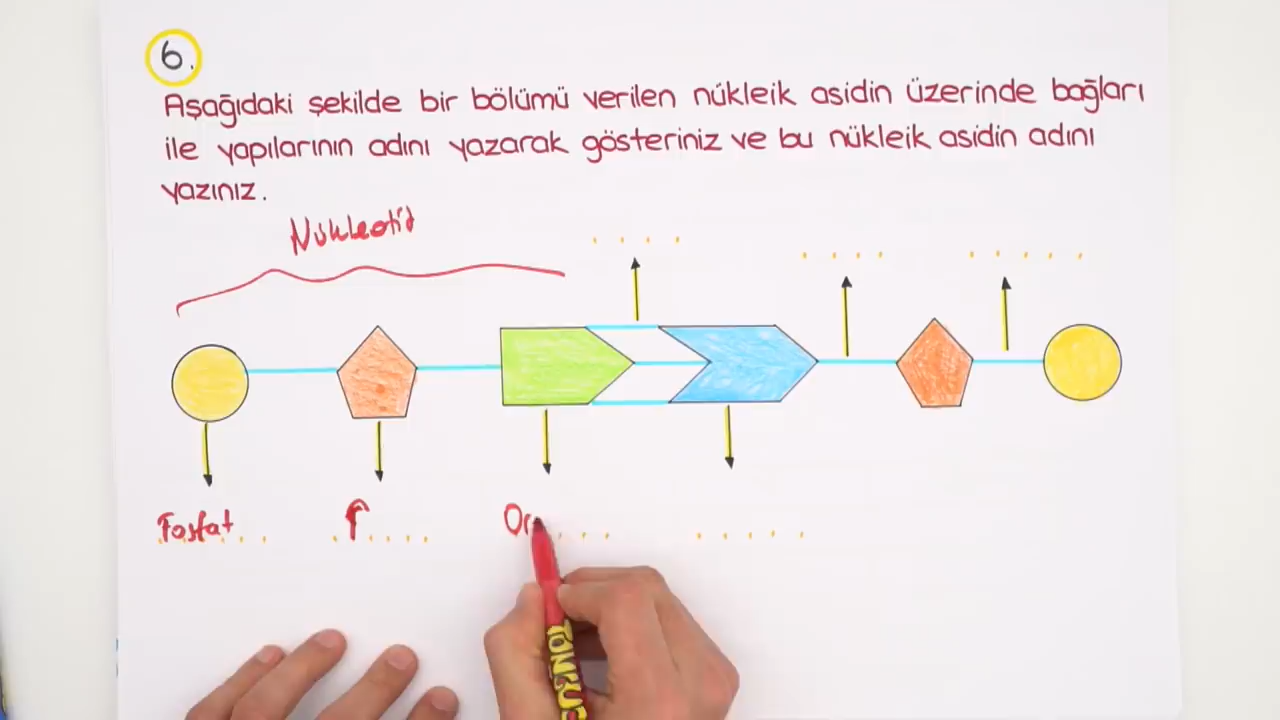 6.
Aşağıdaki şekilde bir bölümü verilen nükleik asidin üzerinde bağları
ile yapılarının adını yazarak gösteriniz ve bu nükleik asidin adını
yazınız.
Nükleotid
Fosfat
Or